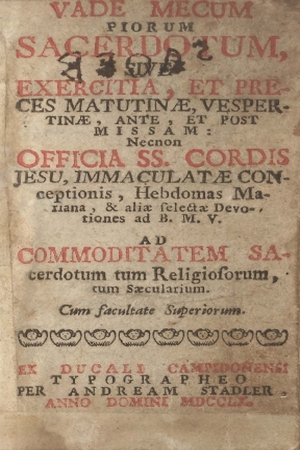 VADE MECUM
PIORUM
SACERDOTUM,
SIVE
EXERCITIA, ET PRE-
CES MATUTINÆ, VESPER-
TINÆ, ANTE, ET POST
MISSAM:
Necnon
OFFICIA SS. CORDIS
JESU, IMMACULATÆ CON-
ceptionis, Hebdomas Ma-
riana, & aliæ selectæ Devo-
tiones ad B. M. V.
AD
COMMODITATEM SA-
cerdotum tum Religiosorum,
tum Sæcularium.
Cum facultate Superiorum.
EX DUCALI CAMPIDONENSI
TYPOGRAPHEO
PER ANDREAM STADLER
ANNO DOMINI MDCCLX.